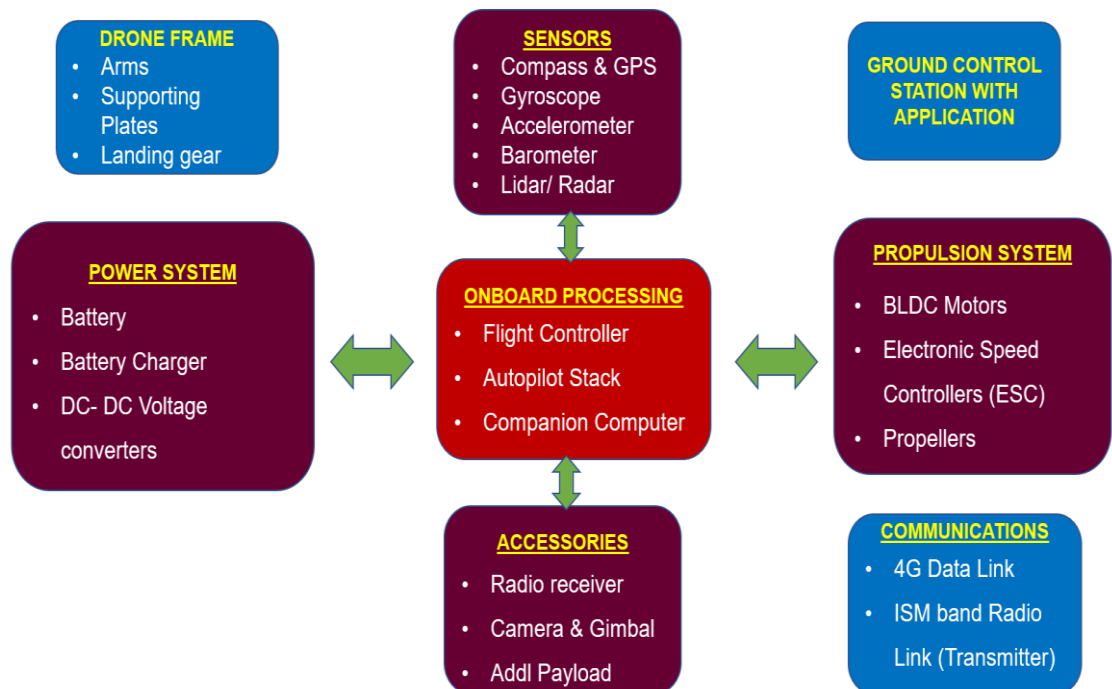 DRONE FRAME
• Arms
• Supporting
Plates
• Landing gear
SENSORS
• Compass & GPS
• Gyroscope
• Accelerometer
• Barometer
• Lidar/ Radar
GROUND CONTROL
STATION WITH
APPLICATION
POWER SYSTEM
• Battery
• Battery Charger
• DC- DC Voltage
converters
ONBOARD PROCESSING
• Flight Controller
• Autopilot Stack
• Companion Computer
PROPULSION SYSTEM
• BLDC Motors
• Electronic Speed
Controllers (ESC)
• Propellers
ACCESSORIES
• Radio receiver
• Camera & Gimbal
• Addl Payload
COMMUNICATIONS
• 4G Data Link
• ISM band Radio
Link (Transmitter)